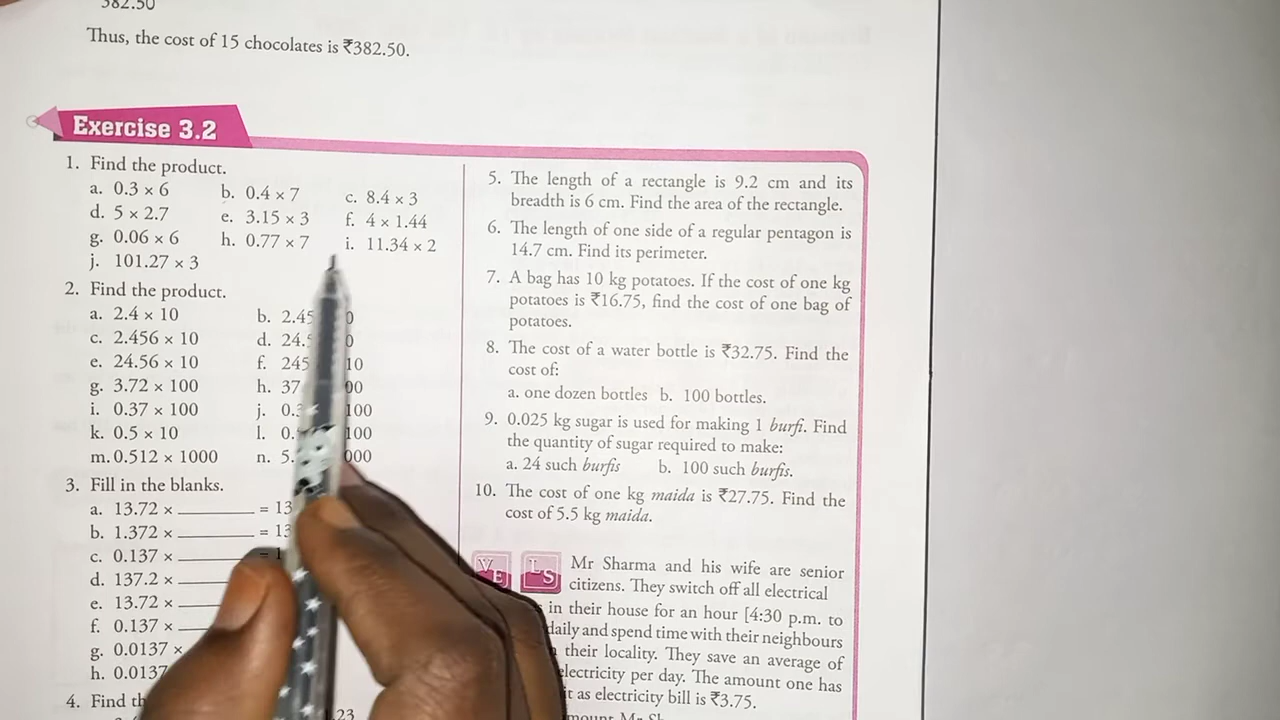 382.50
Thus, the cost of 15 chocolates is ₹382.50.
Exercise 3.2
1. Find the product.
a. 0.3 × 6 b. 0.4 × 7 c. 8.4 × 3
d. 5 × 2.7 e. 3.15 × 3 f. 4 × 1.44
g. 0.06 × 6 h. 0.77 × 7 i. 11.34 × 2
j. 101.27 × 3
2. Find the product.
a. 2.4 × 10 b.
c. 2.456 × 10 d.
e. 24.56 × 10 f.
g. 3.72 × 100 h.
i. 0.37 × 100 j.
k. 0.5 × 10 l.
m. 0.512 × 1000 n.
3. Fill in the blanks.
a. 13.72 × ________ =
b. 1.372 × ________ =
c. 0.137 × ________ =
d. 137.2 ×
e. 13.72 ×
f. 0.137 ×
g. 0.0137 ×
h. 0.0137
4. Find
5. The length of a rectangle is 9.2 cm and its
breadth is 6 cm. Find the area of the rectangle.
6. The length of one side of a regular pentagon is
14.7 cm. Find its perimeter.
7. A bag has 10 kg potatoes. If the cost of one kg
potatoes is ₹16.75, find the cost of one bag of
potatoes.
8. The cost of a water bottle is ₹32.75. Find the
cost of:
a. one dozen bottles b. 100 bottles.
9. 0.025 kg sugar is used for making 1 burfi. Find
the quantity of sugar required to make:
a. 24 such burfis b. 100 such burfis.
10. The cost of one kg maida is ₹27.75. Find the
cost of 5.5 kg maida.
VE LS Mr Sharma and his wife are senior
citizens. They switch off all electrical
in their house for an hour [4:30 p.m. to
daily and spend time with their neighbours
their locality. They save an average of
electricity per day. The amount one has
it as electricity bill is ₹3.75.